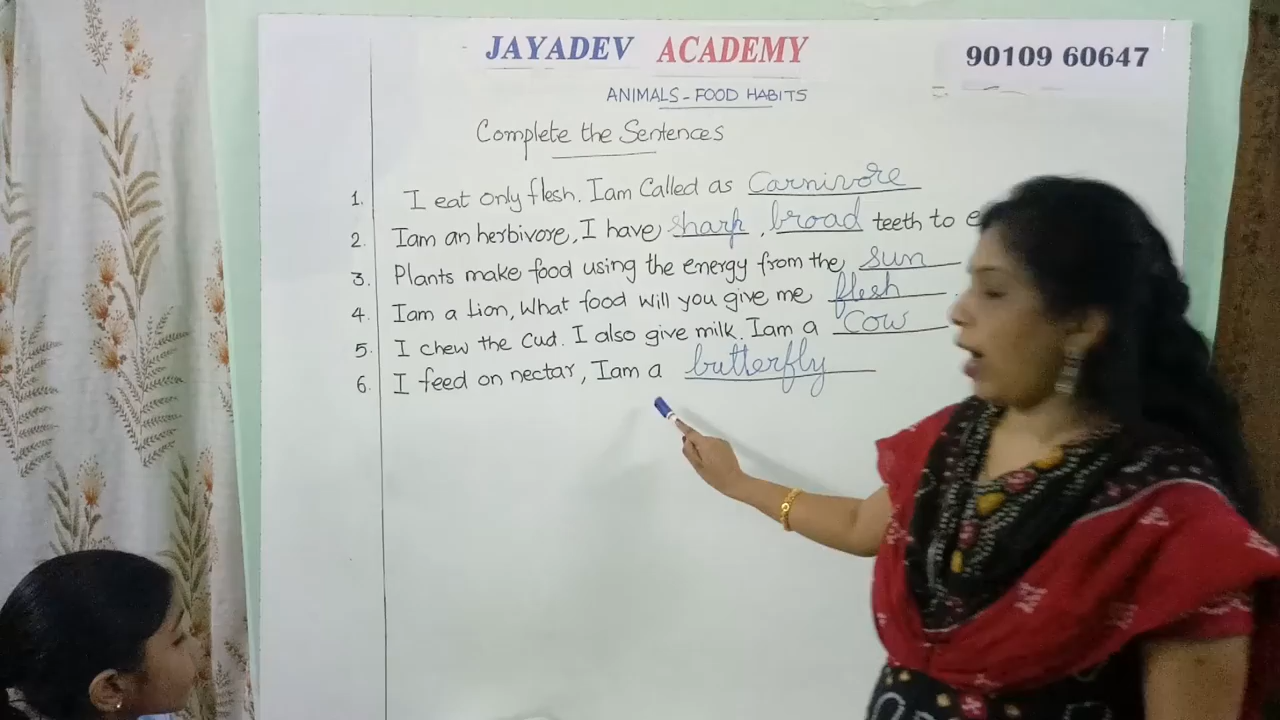 JAYADEV ACADEMY
90109 60647
ANIMALS - FOOD HABITS
Complete the Sentences
1. I eat only flesh. Iam Called as Carnivore
2. Iam an herbivore, I have sharp, broad teeth to
3. Plants make food using the energy from the sun
4. Iam a Lion, What food will you give me flesh.
5. I chew the Cud. I also give milk. Iam a Cow
6. I feed on nectar, Iam a butterfly